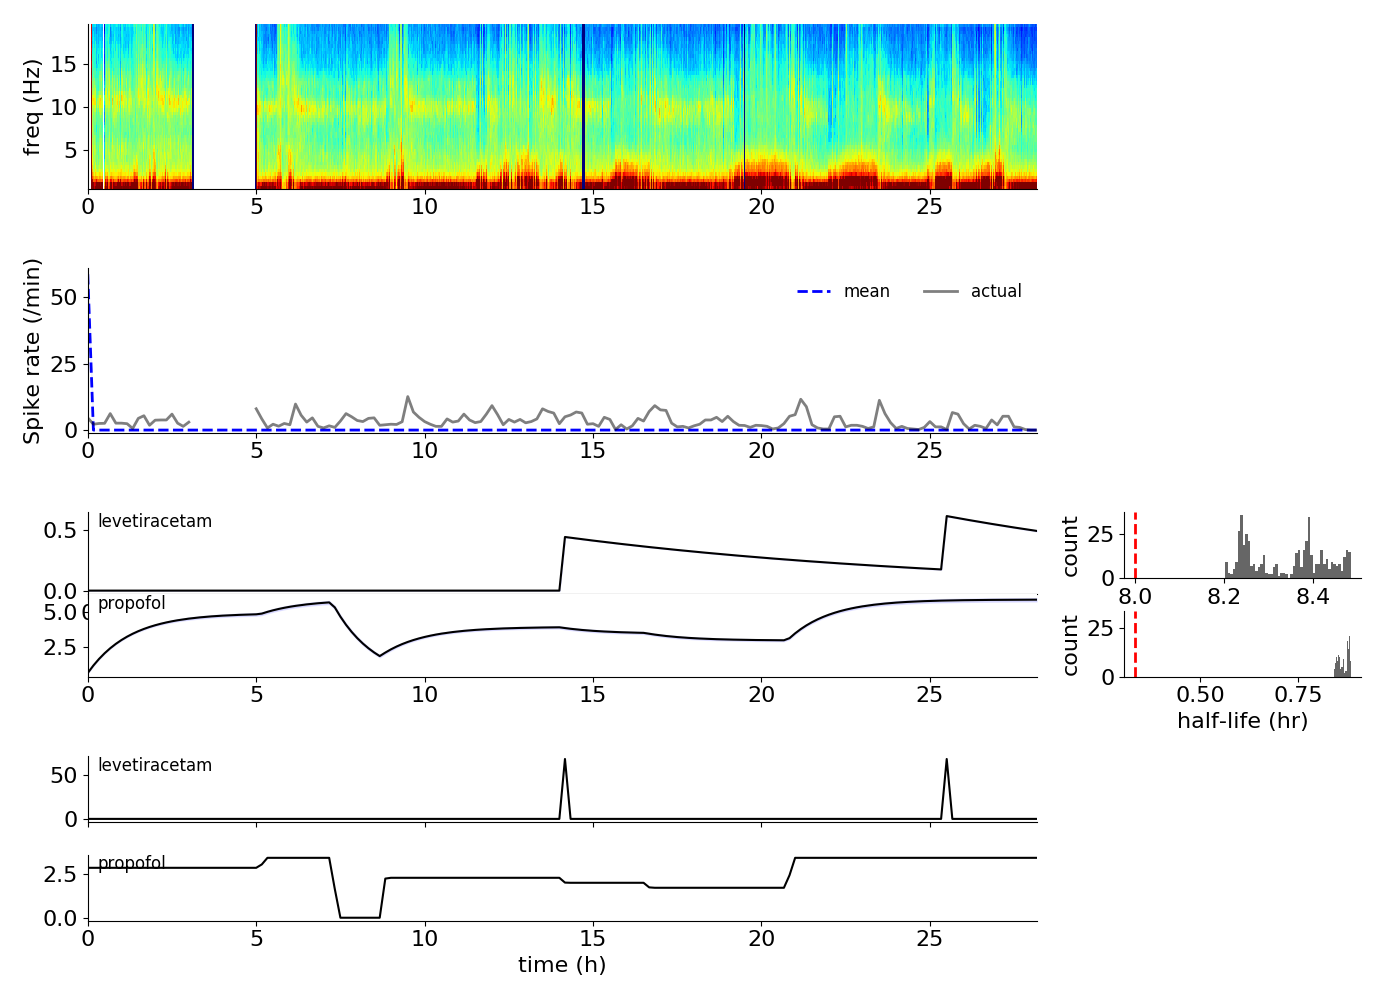 freq (Hz)
15
10
5
0 5 10 15 20 25
Spike rate (/min)
50
25
0
mean actual
0 5 10 15 20 25
levetiracetam
0.5
0.0
propofol
5.0
2.5
0 5 10 15 20 25
count
25
0
8.0 8.2 8.4
count
25
0
0.50 0.75
half-life (hr)
levetiracetam
50
0
propofol
2.5
0.0
0 5 10 15 20 25
time (h)